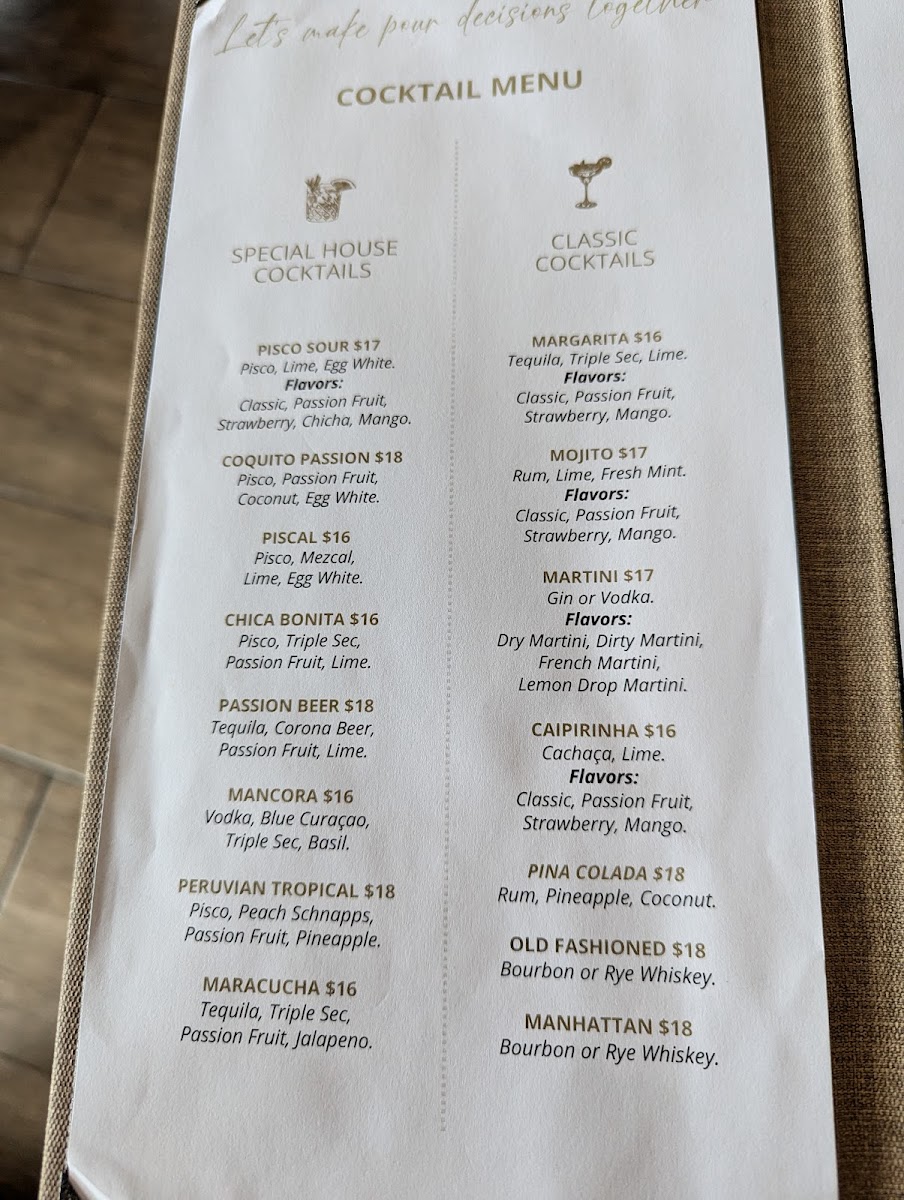 Let's make pour decisions together
COCKTAIL MENU
SPECIAL HOUSE
COCKTAILS
PISCO SOUR $17
Pisco, Lime, Egg White.
Flavors:
Classic, Passion Fruit,
Strawberry, Chicha, Mango.
COQUITO PASSION $18
Pisco, Passion Fruit,
Coconut, Egg White.
PISCAL $16
Pisco, Mezcal,
Lime, Egg White.
CHICA BONITA $16
Pisco, Triple Sec,
Passion Fruit, Lime.
PASSION BEER $18
Tequila, Corona Beer,
Passion Fruit, Lime.
MANCORA $16
Vodka, Blue Curaçao,
Triple Sec, Basil.
PERUVIAN TROPICAL $18
Pisco, Peach Schnapps,
Passion Fruit, Pineapple.
MARACUCHA $16
Tequila, Triple Sec,
Passion Fruit, Jalapeno.
CLASSIC
COCKTAILS
MARGARITA $16
Tequila, Triple Sec, Lime.
Flavors:
Classic, Passion Fruit,
Strawberry, Mango.
MOJITO $17
Rum, Lime, Fresh Mint.
Flavors:
Classic, Passion Fruit,
Strawberry, Mango.
MARTINI $17
Gin or Vodka.
Flavors:
Dry Martini, Dirty Martini,
French Martini,
Lemon Drop Martini.
CAIPIRINHA $16
Cachaça, Lime.
Flavors:
Classic, Passion Fruit,
Strawberry, Mango.
PINA COLADA $18
Rum, Pineapple, Coconut.
OLD FASHIONED $18
Bourbon or Rye Whiskey.
MANHATTAN $18
Bourbon or Rye Whiskey.